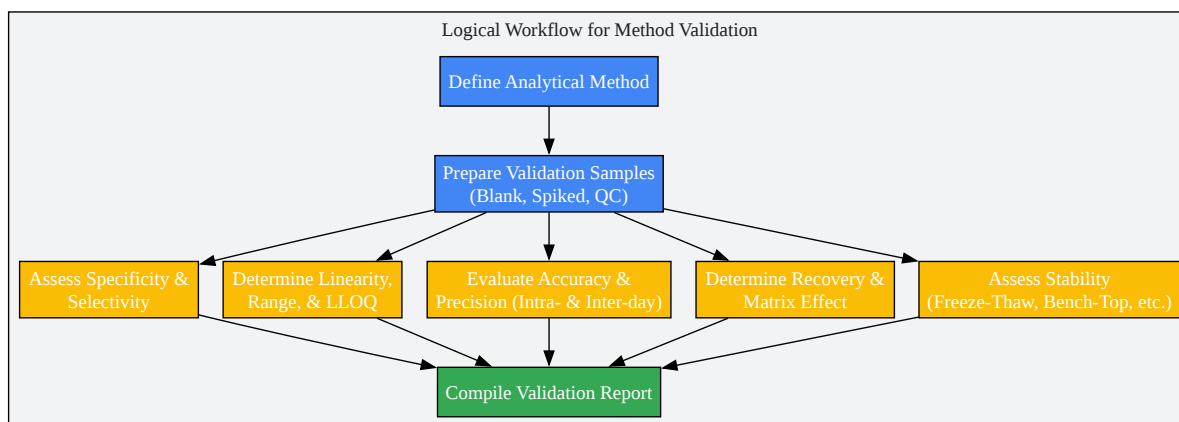 Logical Workflow for Method Validation
Define Analytical Method
Prepare Validation Samples
(Blank, Spiked, QC)
Assess Specificity &
Selectivity
Determine Linearity,
Range, & LLOQ
Evaluate Accuracy &
Precision (Intra- & Inter-day)
Determine Recovery &
Matrix Effect
Assess Stability
(Freeze-Thaw, Bench-Top, etc.)
Compile Validation Report